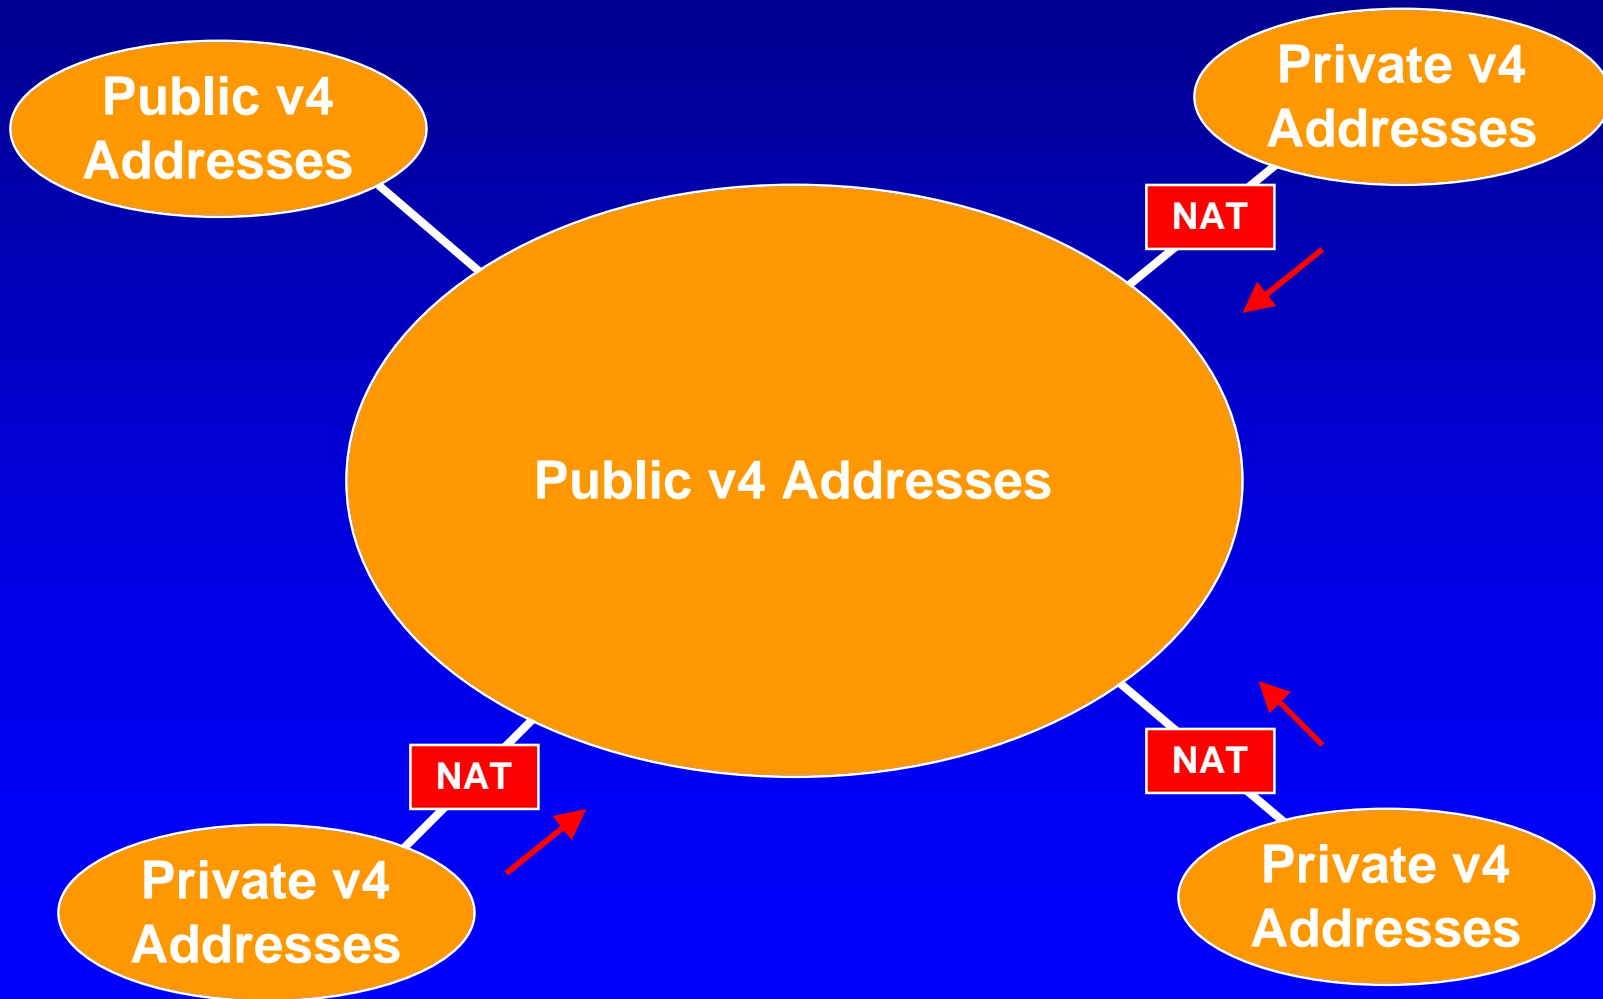 Public v4
Addresses
Private v4
Addresses
NAT
Public v4 Addresses
NAT
NAT
Private v4
Addresses
Private v4
Addresses